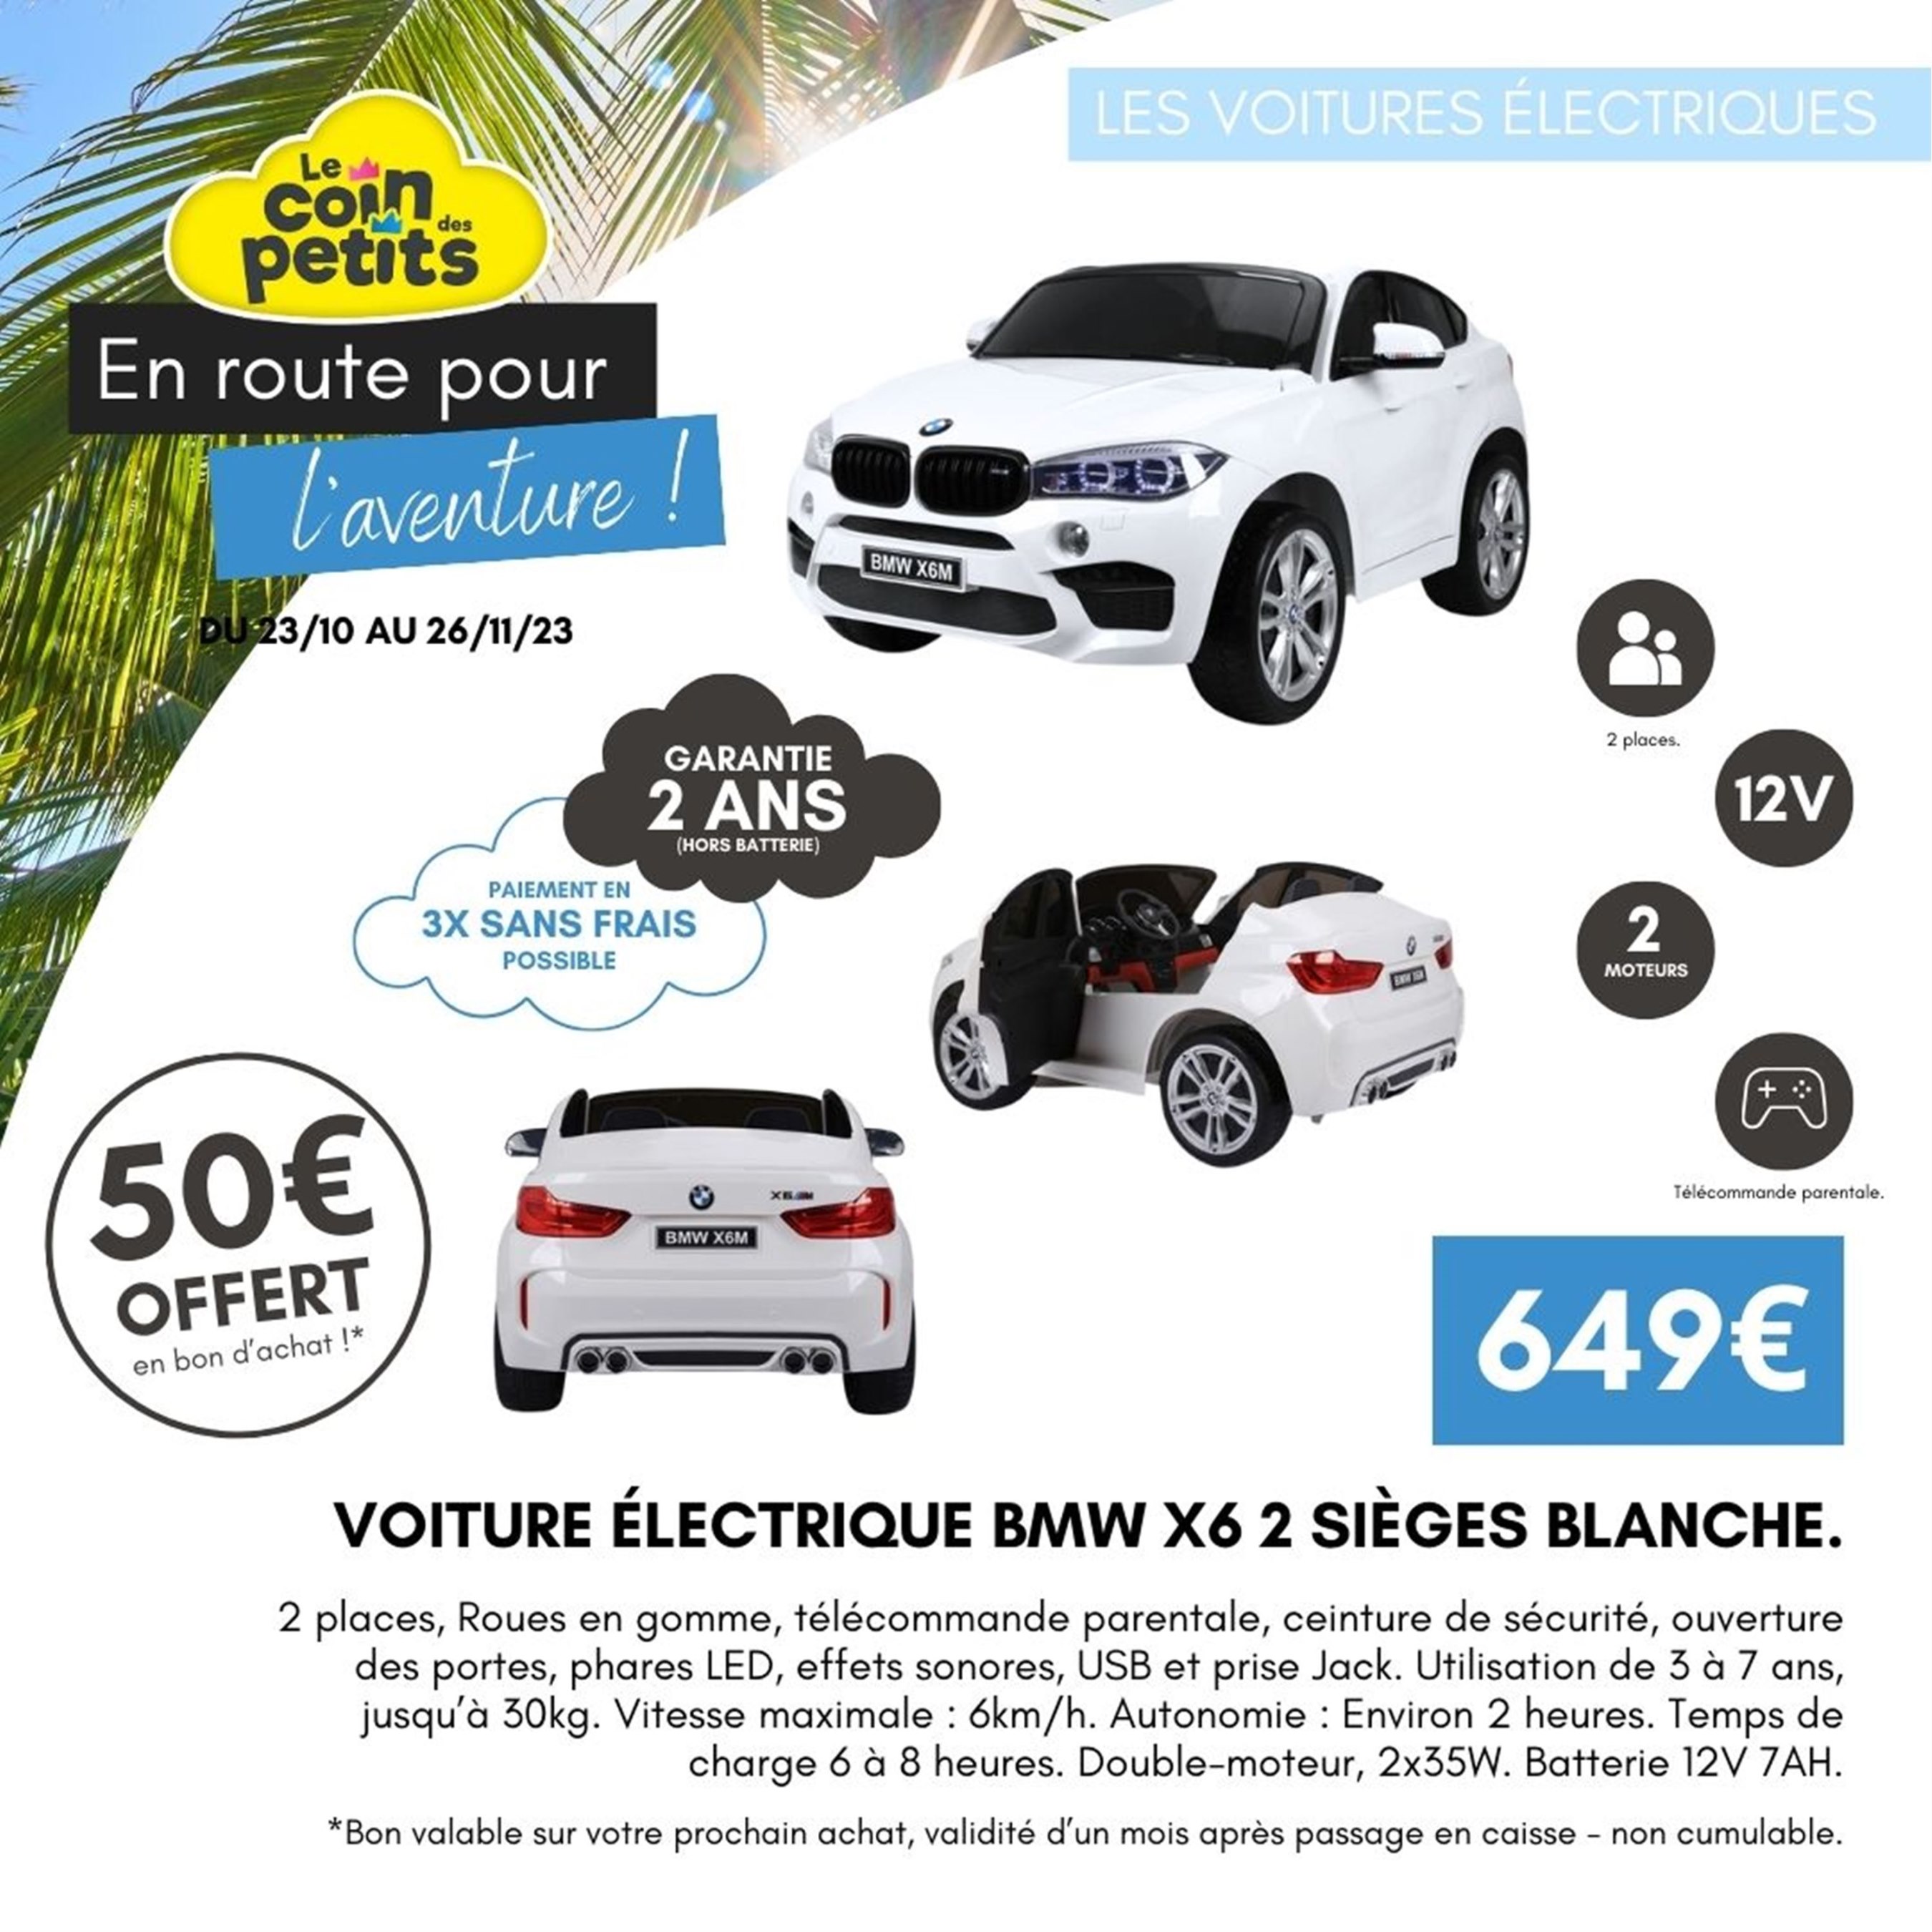 LES VOITURES ÉLECTRIQUES
Le
coin des
petits
En route pour
l'aventure !
DU 23/10 AU 26/11/23
BMW X6M
2 places.
GARANTIE
2 ANS
(HORS BATTERIE)
12V
PAIEMENT EN
3X SANS FRAIS
POSSIBLE
2
MOTEURS
BMW X6M
Télécommande parentale.
50€
OFFERT
en bon d'achat !*
X6M
BMW X6M
649€
VOITURE ÉLECTRIQUE BMW X6 2 SIÈGES BLANCHE.
2 places, Roues en gomme, télécommande parentale, ceinture de sécurité, ouverture
des portes, phares LED, effets sonores, USB et prise Jack. Utilisation de 3 à 7 ans,
jusqu'à 30kg. Vitesse maximale : 6km/h. Autonomie : Environ 2 heures. Temps de
charge 6 à 8 heures. Double-moteur, 2x35W. Batterie 12V 7AH.
*Bon valable sur votre prochain achat, validité d'un mois après passage en caisse - non cumulable.